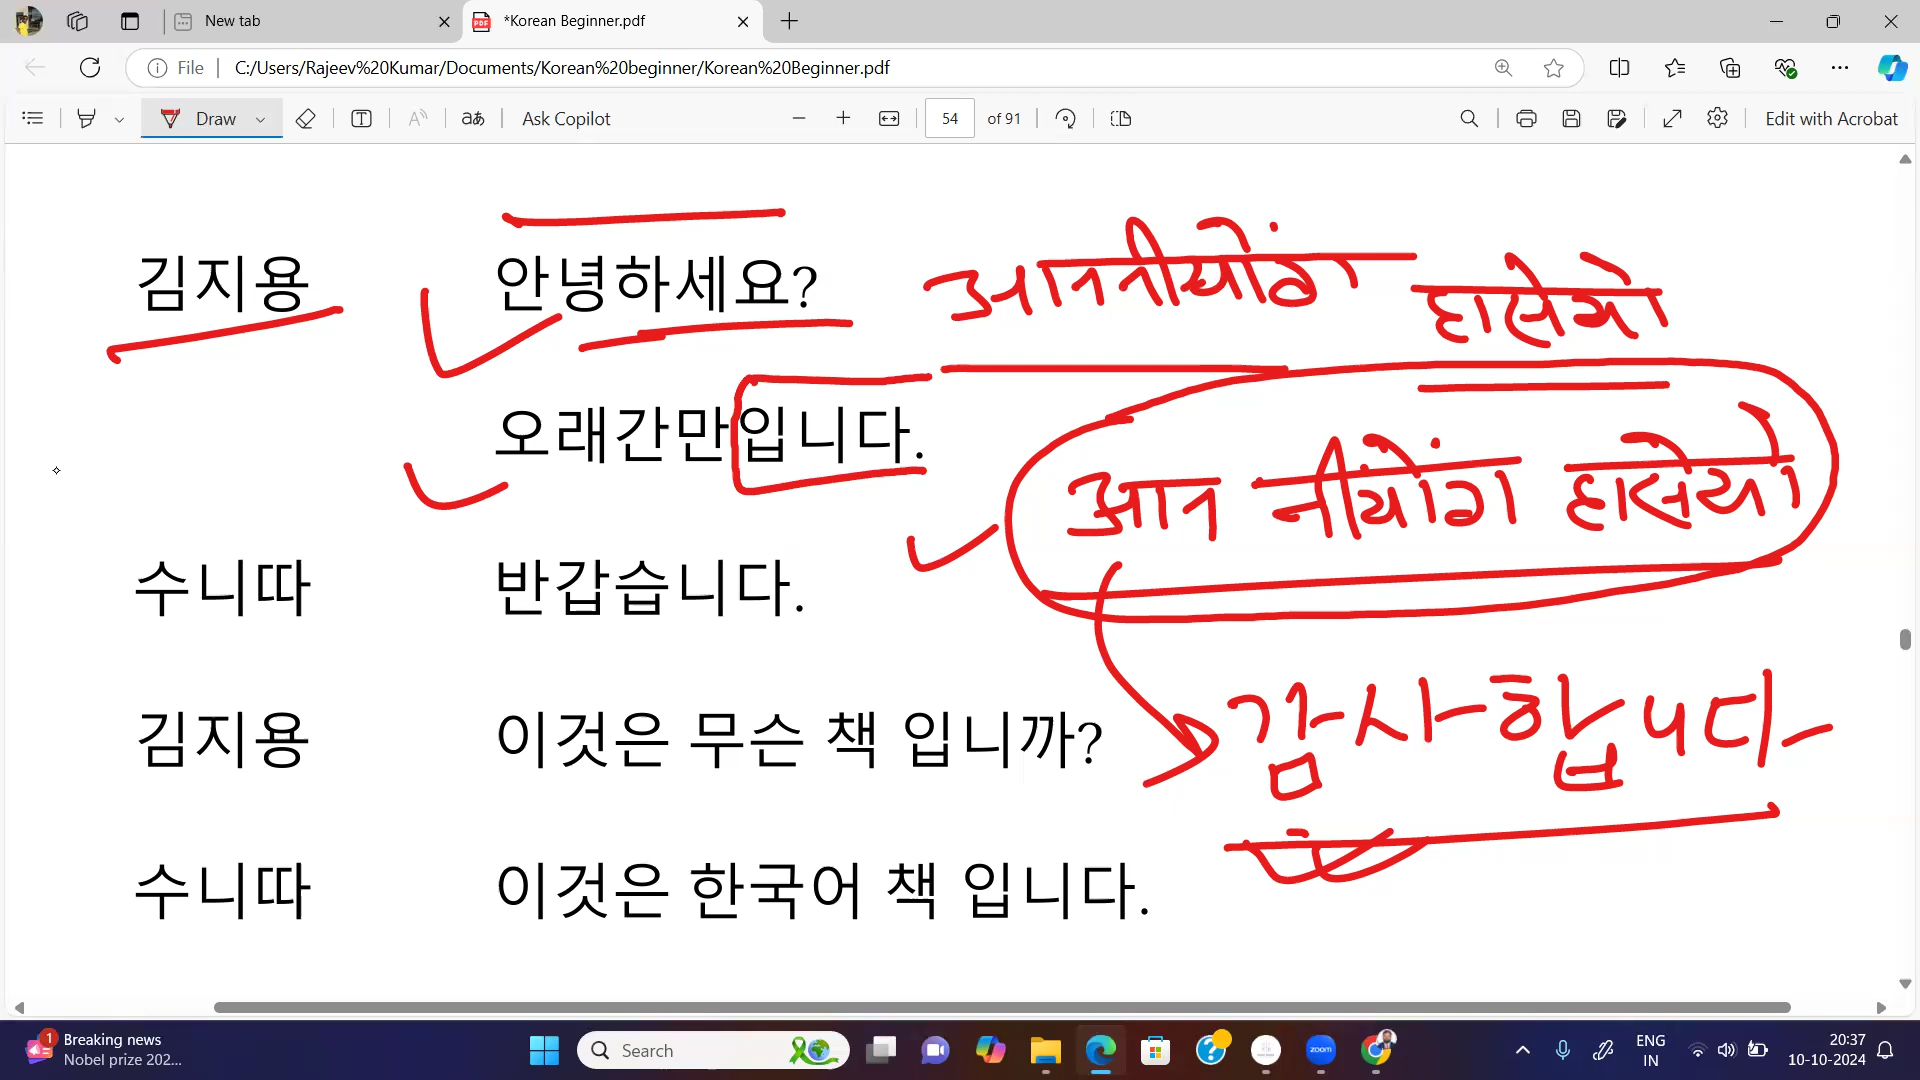 New tab
*Korean Beginner.pdf
File C:/Users/Rajeev%20Kumar/Documents/Korean%20beginner/Korean%20Beginner.pdf
Draw Ask Copilot 54 of 91 Edit with Acrobat
김지용 안녕하세요? आननीयोंग हासेयो
오래간만입니다. आन नीयोंग हासेयो
수니따 반갑습니다.
김지용 이것은 무슨 책 입니까? 감사합니다
수니따 이것은 한국어 책 입니다.
1 Breaking news
Nobel prize 202...
Search
zoom
ENG
IN
20:37
10-10-2024